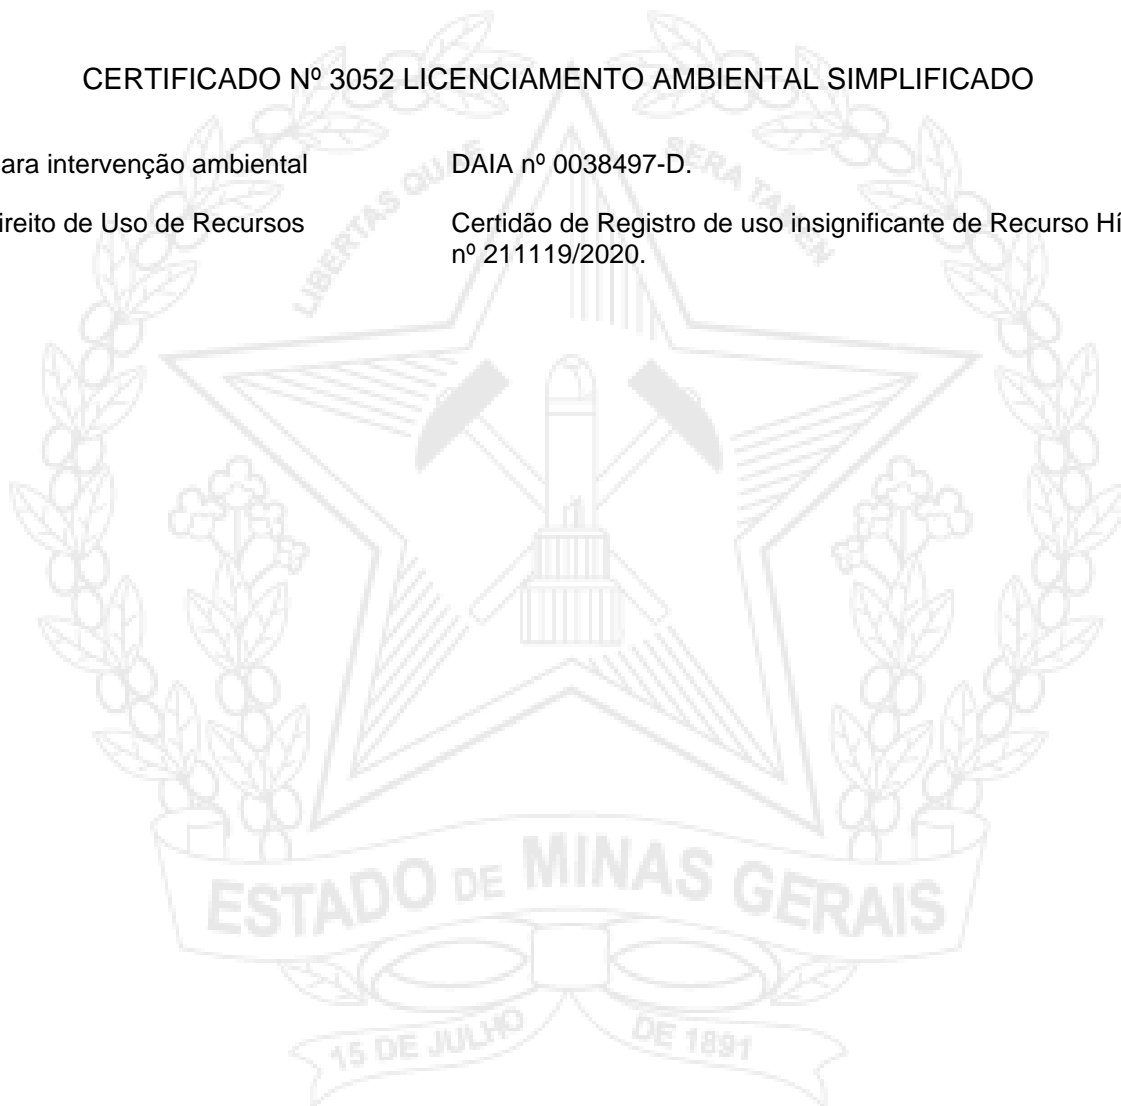 CERTIFICADO Nº 3052 LICENCIAMENTO AMBIENTAL SIMPLIFICADO
ara intervenção ambiental DAIA nº 0038497-D.
ireito de Uso de Recursos Certidão de Registro de uso insignificante de Recurso Hí
nº 211119/2020.
LIBERTAS QUAE SERA TAMEN
ESTADO DE MINAS GERAIS
15 DE JULHO DE 1891